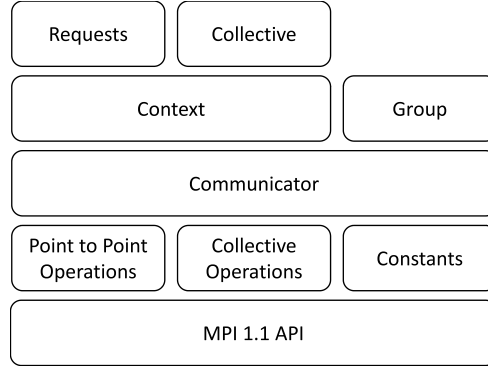 Requests
Collective
Context
Group
Communicator
Point to Point
Operations
Collective
Operations
Constants
MPI 1.1 API